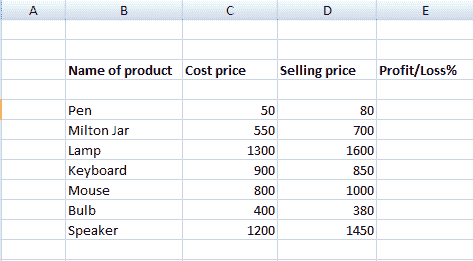 A B C D E
Name of product Cost price Selling price Profit/Loss%
Pen 50 80
Milton Jar 550 700
Lamp 1300 1600
Keyboard 900 850
Mouse 800 1000
Bulb 400 380
Speaker 1200 1450